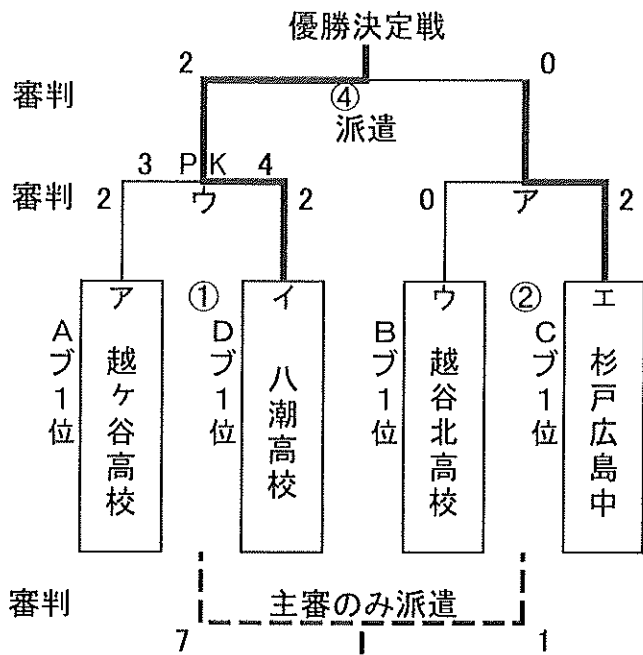 優勝決定戦
2 0
審判 ④
派遣
3 PK 4
審判 2 ウ 2 0 ア 2
ア ① イ ウ ② エ
Aブ1位
越ヶ谷高校
Dブ1位
八潮高校
Bブ1位
越谷北高校
Cブ1位
杉戸広島中
審判 主審のみ派遣
7 1